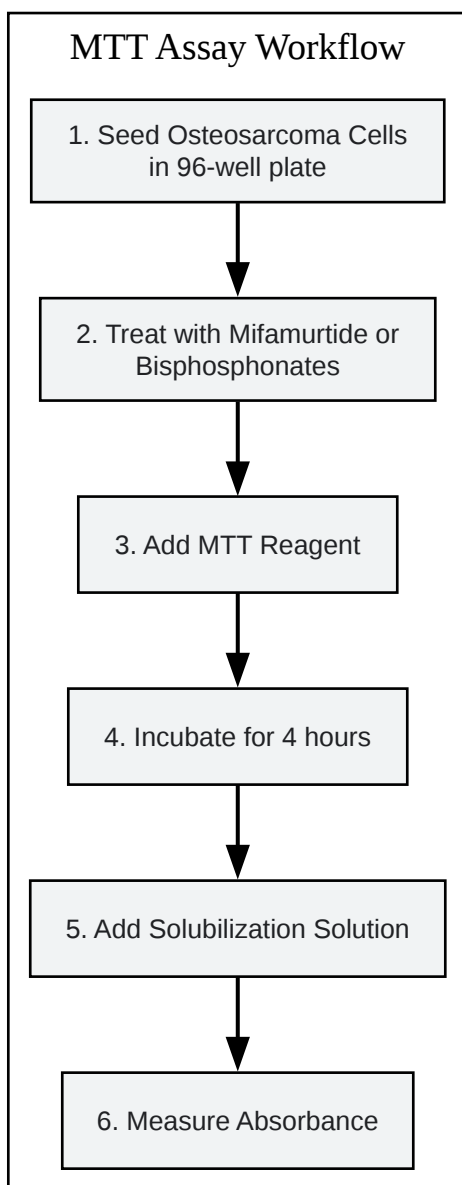 MTT Assay Workflow
1. Seed Osteosarcoma Cells
in 96-well plate
2. Treat with Mifamurtide or
Bisphosphonates
3. Add MTT Reagent
4. Incubate for 4 hours
5. Add Solubilization Solution
6. Measure Absorbance